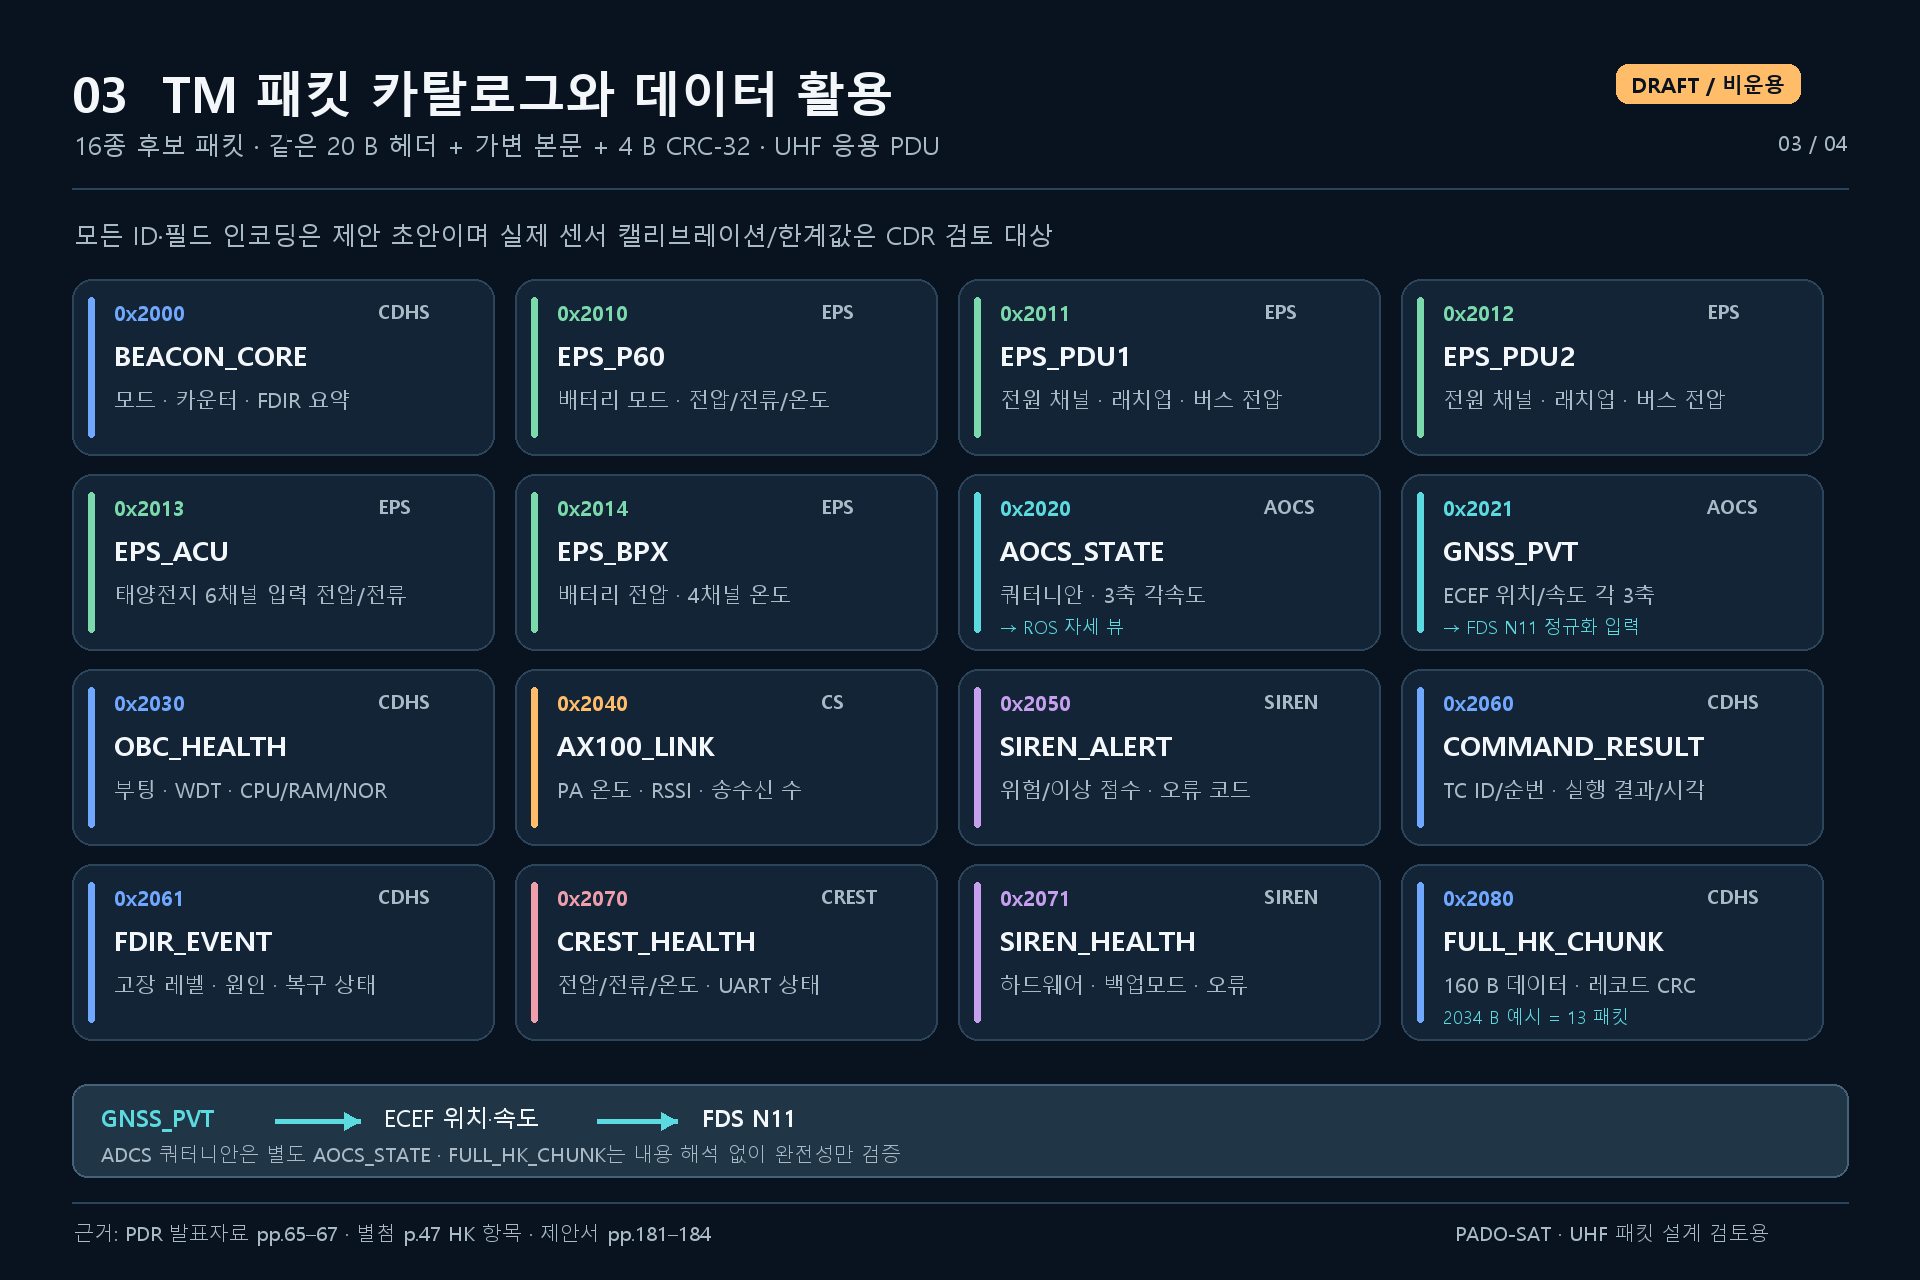 03 TM 패킷 카탈로그와 데이터 활용
DRAFT / 비운용
16종 후보 패킷 · 같은 20 B 헤더 + 가변 본문 + 4 B CRC-32 · UHF 응용 PDU
03 / 04
모든 ID·필드 인코딩은 제안 초안이며 실제 센서 캘리브레이션/한계값은 CDR 검토 대상
0x2000 CDHS
BEACON_CORE
모드 · 카운터 · FDIR 요약
0x2010 EPS
EPS_P60
배터리 모드 · 전압/전류/온도
0x2011 EPS
EPS_PDU1
전원 채널 · 래치업 · 버스 전압
0x2012 EPS
EPS_PDU2
전원 채널 · 래치업 · 버스 전압
0x2013 EPS
EPS_ACU
태양전지 6채널 입력 전압/전류
0x2014 EPS
EPS_BPX
배터리 전압 · 4채널 온도
0x2020 AOCS
AOCS_STATE
쿼터니안 · 3축 각속도
→ ROS 자세 뷰
0x2021 AOCS
GNSS_PVT
ECEF 위치/속도 각 3축
→ FDS N11 정규화 입력
0x2030 CDHS
OBC_HEALTH
부팅 · WDT · CPU/RAM/NOR
0x2040 CS
AX100_LINK
PA 온도 · RSSI · 송수신 수
0x2050 SIREN
SIREN_ALERT
위험/이상 점수 · 오류 코드
0x2060 CDHS
COMMAND_RESULT
TC ID/순번 · 실행 결과/시각
0x2061 CDHS
FDIR_EVENT
고장 레벨 · 원인 · 복구 상태
0x2070 CREST
CREST_HEALTH
전압/전류/온도 · UART 상태
0x2071 SIREN
SIREN_HEALTH
하드웨어 · 백업모드 · 오류
0x2080 CDHS
FULL_HK_CHUNK
160 B 데이터 · 레코드 CRC
2034 B 예시 = 13 패킷
GNSS_PVT → ECEF 위치·속도 → FDS N11
ADCS 쿼터니안은 별도 AOCS_STATE · FULL_HK_CHUNK는 내용 해석 없이 완전성만 검증
근거: PDR 발표자료 pp.65–67 · 별첨 p.47 HK 항목 · 제안서 pp.181–184
PADO-SAT · UHF 패킷 설계 검토용